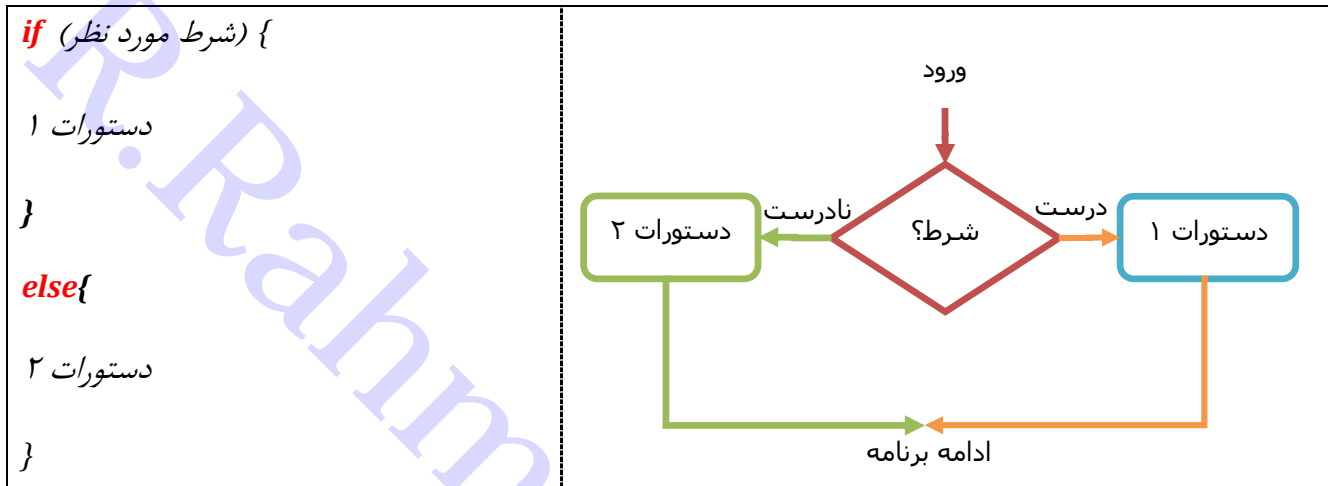 if (شرط مورد نظر) {
دستورات ۱
}
else{
دستورات ۲
}
ورود
شرط؟
درست
نادرست
دستورات ۱
دستورات ۲
ادامه برنامه
R.Rahm